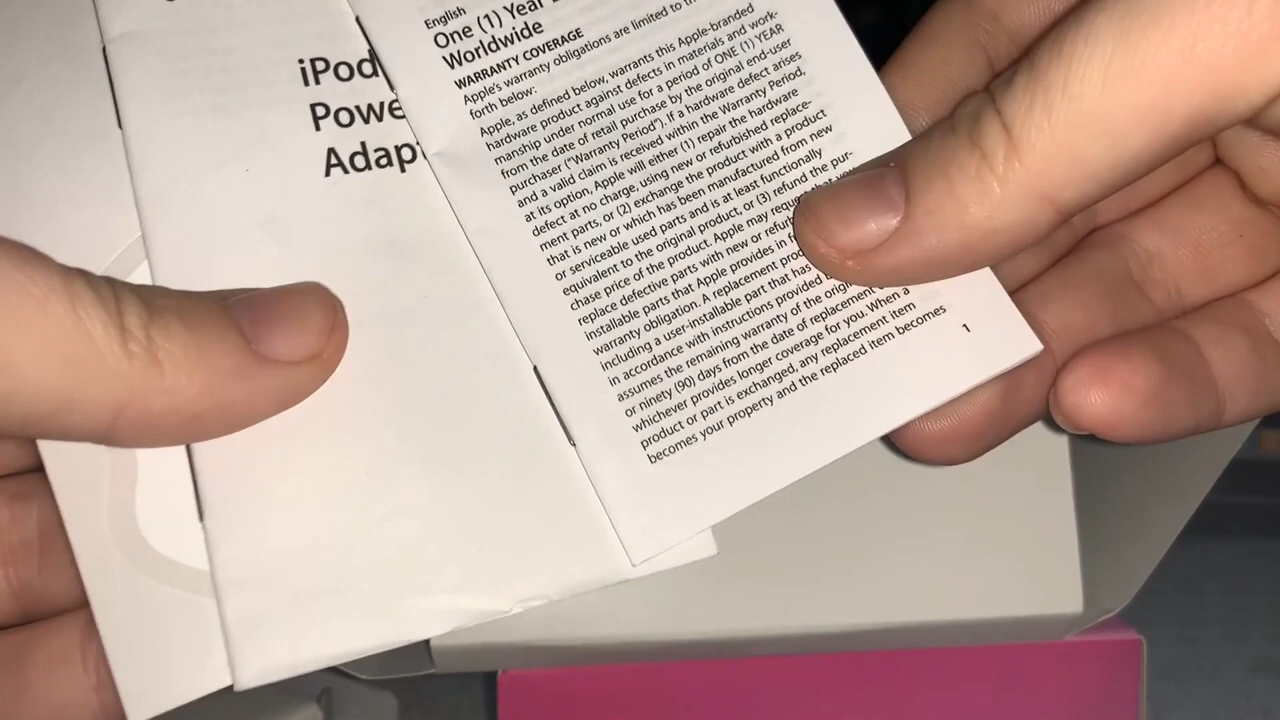 iPod
Powe
Adap
English
One (1) Year
Worldwide
WARRANTY COVERAGE
Apple's warranty obligations are limited to
forth below:
Apple, as defined below, warrants this Apple-branded
hardware product against defects in materials and work-
manship under normal use for a period of ONE (1) YEAR
from the date of retail purchase by the original end-user
purchaser ("Warranty Period"). If a hardware defect arises
and a valid claim is received within the Warranty Period,
at its option, Apple will either (1) repair the hardware
defect at no charge, using new or refurbished replace-
ment parts, or (2) exchange the product with a product
that is new or which has been manufactured from new
or serviceable used parts and is at least functionally
equivalent to the original product, or (3) refund the pur-
chase price of the product. Apple may request
replace defective parts with new or refurb
installable parts that Apple provides in
warranty obligation. A replacement prod
including a user-installable part that has
in accordance with instructions provided
assumes the remaining warranty of the orig
or ninety (90) days from the date of replacement
whichever provides longer coverage for you. When a
product or part is exchanged, any replacement item
becomes your property and the replaced item becomes
1